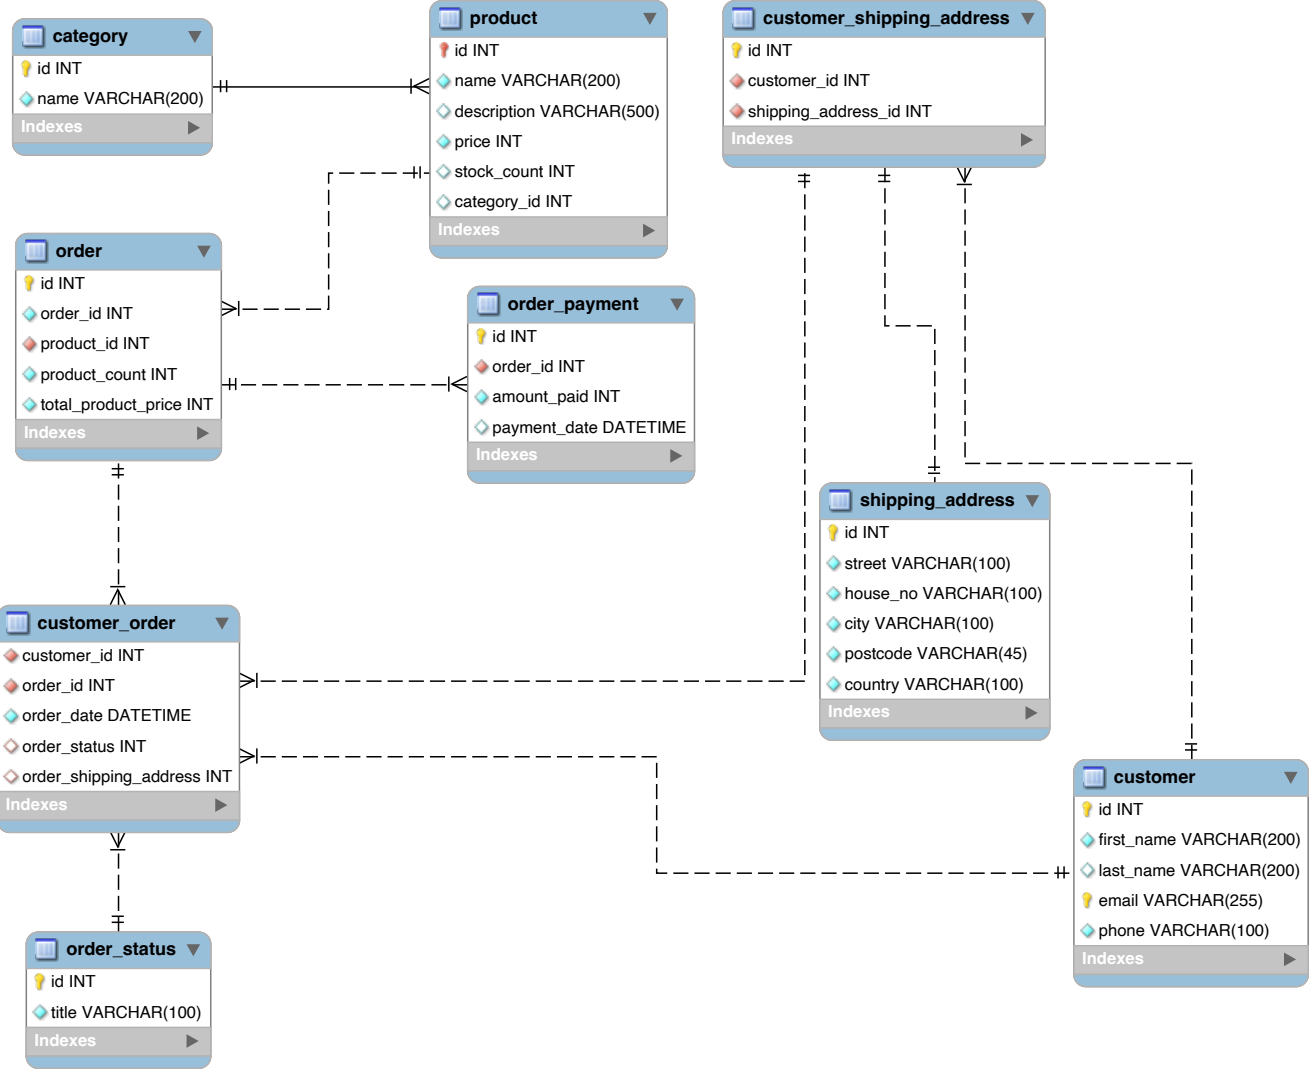 category
id INT
name VARCHAR(200)
Indexes
product
id INT
name VARCHAR(200)
description VARCHAR(500)
price INT
stock_count INT
category_id INT
Indexes
customer_shipping_address
id INT
customer_id INT
shipping_address_id INT
Indexes
order
id INT
order_id INT
product_id INT
product_count INT
total_product_price INT
Indexes
order_payment
id INT
order_id INT
amount_paid INT
payment_date DATETIME
Indexes
shipping_address
id INT
street VARCHAR(100)
house_no VARCHAR(100)
city VARCHAR(100)
postcode VARCHAR(45)
country VARCHAR(100)
Indexes
customer_order
customer_id INT
order_id INT
order_date DATETIME
order_status INT
order_shipping_address INT
Indexes
customer
id INT
first_name VARCHAR(200)
last_name VARCHAR(200)
email VARCHAR(255)
phone VARCHAR(100)
Indexes
order_status
id INT
title VARCHAR(100)
Indexes